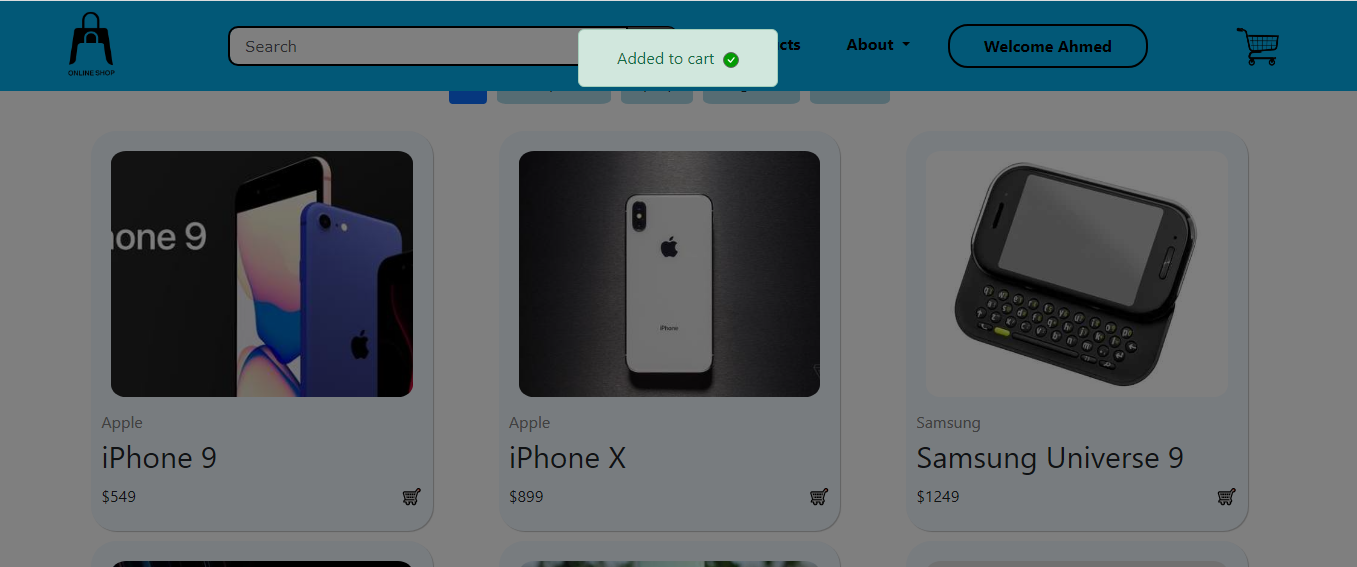 ONLINE SHOP
Search
Added to cart
cts
About
Welcome Ahmed
one 9
iPhone
Apple
iPhone 9
$549
Apple
iPhone X
$899
Samsung
Samsung Universe 9
$1249